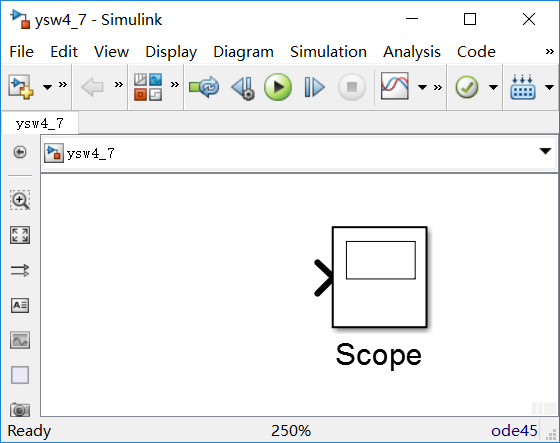 ysw4_7 - Simulink
File Edit View Display Diagram Simulation Analysis Code »
» » » » »
ysw4_7
ysw4_7
A
Scope
Ready 250% ode45